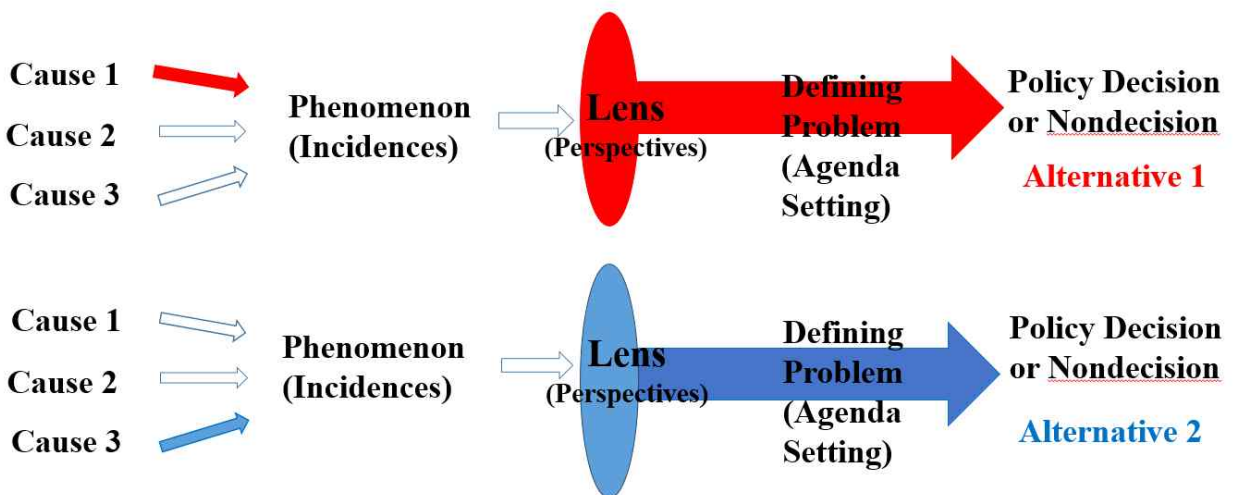 Cause 1
Cause 2
Cause 3
Phenomenon
(Incidences)
Lens
(Perspectives)
Defining
Problem
(Agenda
Setting)
Policy Decision
or Nondecision
Alternative 1
Cause 1
Cause 2
Cause 3
Phenomenon
(Incidences)
Lens
(Perspectives)
Defining
Problem
(Agenda
Setting)
Policy Decision
or Nondecision
Alternative 2